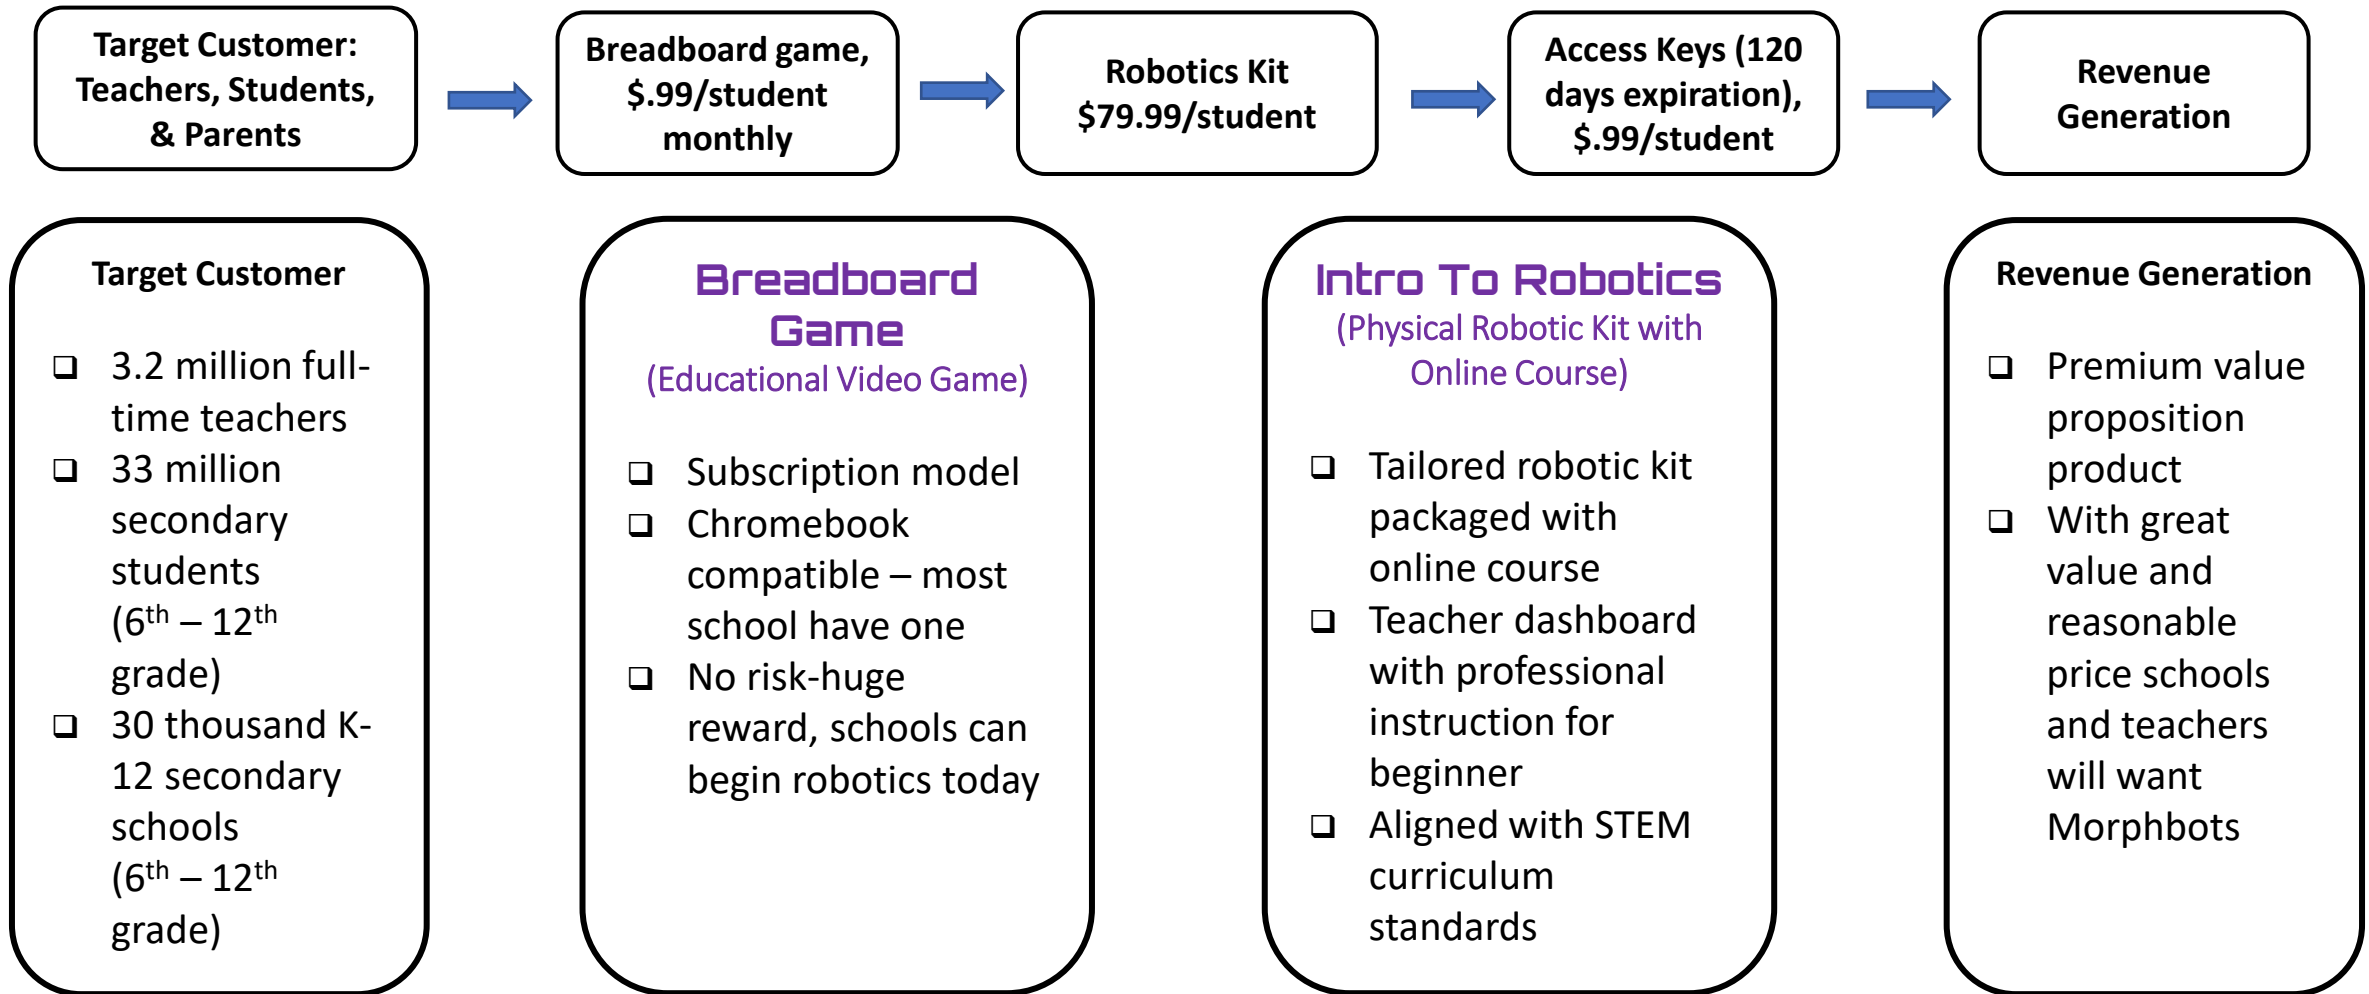 Target Customer:
Teachers, Students,
& Parents
Breadboard game,
$.99/student
monthly
Robotics Kit
$79.99/student
Access Keys (120
days expiration),
$.99/student
Revenue
Generation
Target Customer
❑ 3.2 million full-
time teachers
❑ 33 million
secondary
students
(6th – 12th
grade)
❑ 30 thousand K-
12 secondary
schools
(6th – 12th
grade)
Breadboard
Game
(Educational Video Game)
❑ Subscription model
❑ Chromebook
compatible – most
school have one
❑ No risk-huge
reward, schools can
begin robotics today
Intro To Robotics
(Physical Robotic Kit with
Online Course)
❑ Tailored robotic kit
packaged with
online course
❑ Teacher dashboard
with professional
instruction for
beginner
❑ Aligned with STEM
curriculum
standards
Revenue Generation
❑ Premium value
proposition
product
❑ With great
value and
reasonable
price schools
and teachers
will want
Morphbots